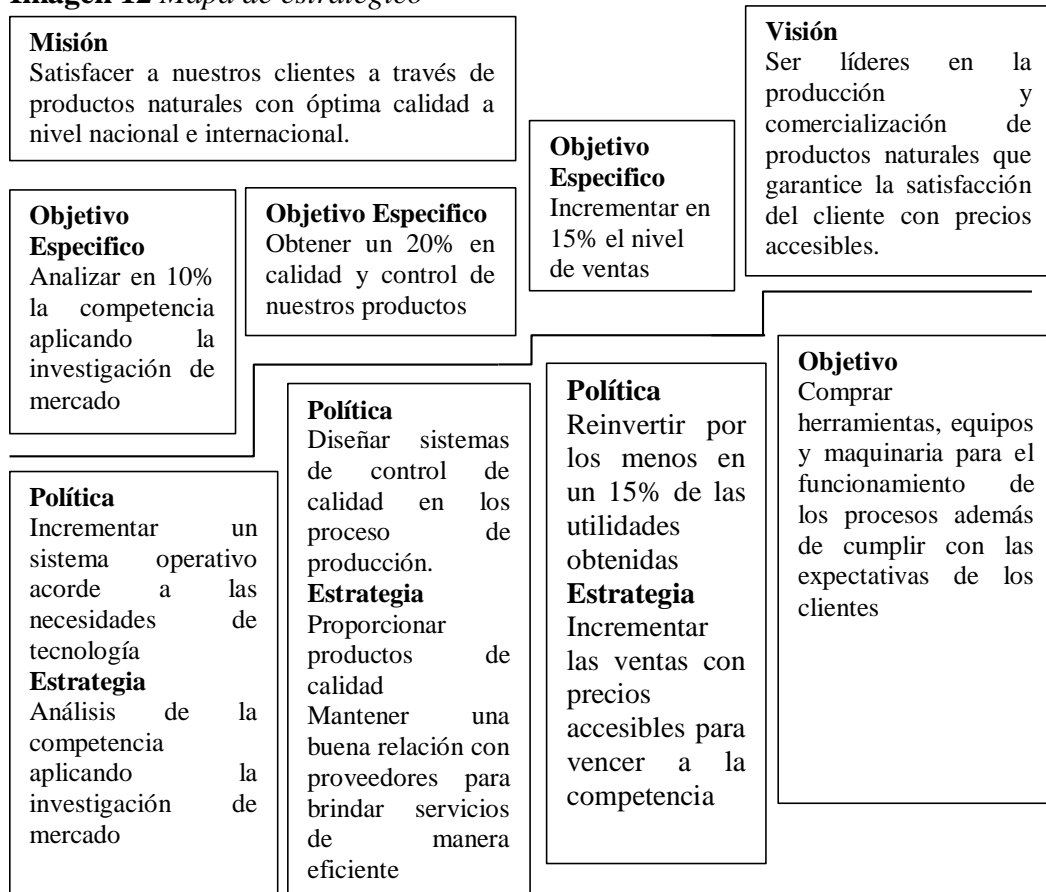 Imagen 12 Mapa de estratégico
Misión
Satisfacer a nuestros clientes a través de
productos naturales con óptima calidad a
nivel nacional e internacional.
Visión
Ser líderes en la
producción y
comercialización de
productos naturales que
garantice la satisfacción
del cliente con precios
accesibles.
Objetivo
Especifico
Analizar en 10%
la competencia
aplicando la
investigación de
mercado
Objetivo Especifico
Obtener un 20% en
calidad y control de
nuestros productos
Objetivo
Especifico
Incrementar en
15% el nivel
de ventas
Política
Incrementar un
sistema operativo
acorde a las
necesidades de
tecnología
Estrategia
Análisis de la
competencia
aplicando la
investigación de
mercado
Política
Diseñar sistemas
de control de
calidad en los
proceso de
producción.
Estrategia
Proporcionar
productos de
calidad
Mantener una
buena relación con
proveedores para
brindar servicios
de manera
eficiente
Política
Reinvertir por
los menos en
un 15% de las
utilidades
obtenidas
Estrategia
Incrementar
las ventas con
precios
accesibles para
vencer a la
competencia
Objetivo
Comprar
herramientas, equipos
y maquinaria para el
funcionamiento de
los procesos además
de cumplir con las
expectativas de los
clientes